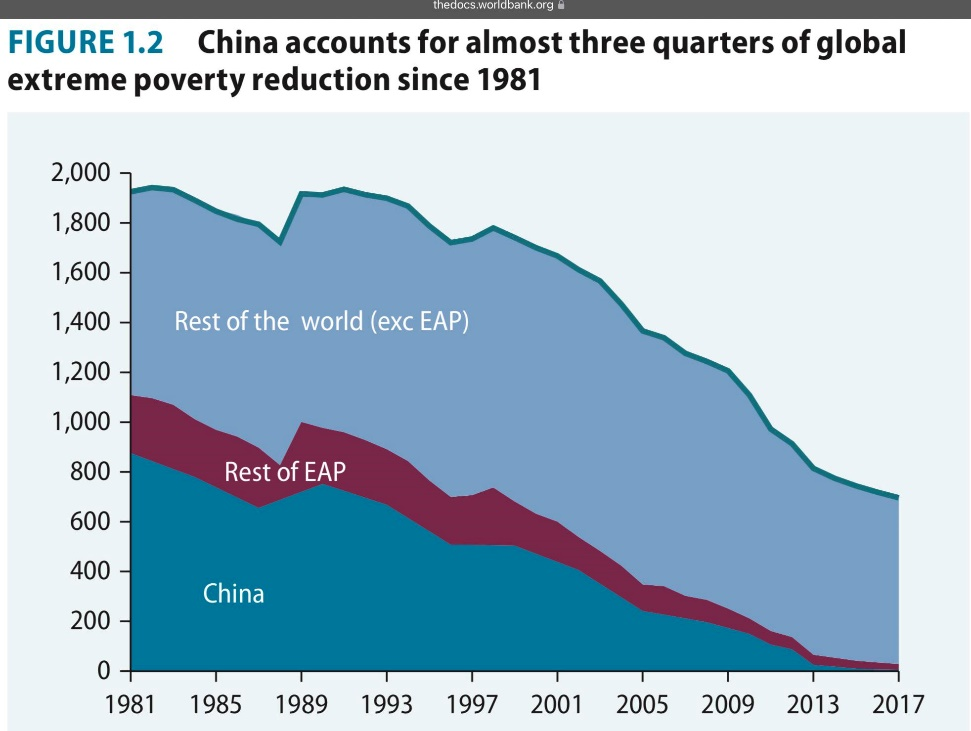 thedocs.worldbank.org
FIGURE 1.2 China accounts for almost three quarters of global
extreme poverty reduction since 1981
2,000
1,800
1,600
1,400
1,200
1,000
800
600
400
200
0
Rest of the world (exc EAP)
Rest of EAP
China
1981 1985 1989 1993 1997 2001 2005 2009 2013 2017